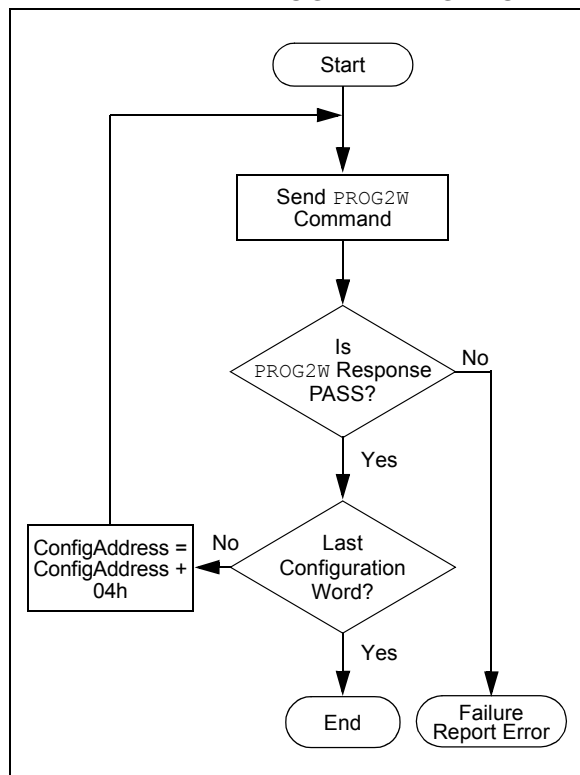 Start
Send PROG2W
Command
Is
PROG2W Response
PASS?
No
Yes
ConfigAddress =
ConfigAddress +
04h
No
Last
Configuration
Word?
Yes
End
Failure
Report Error